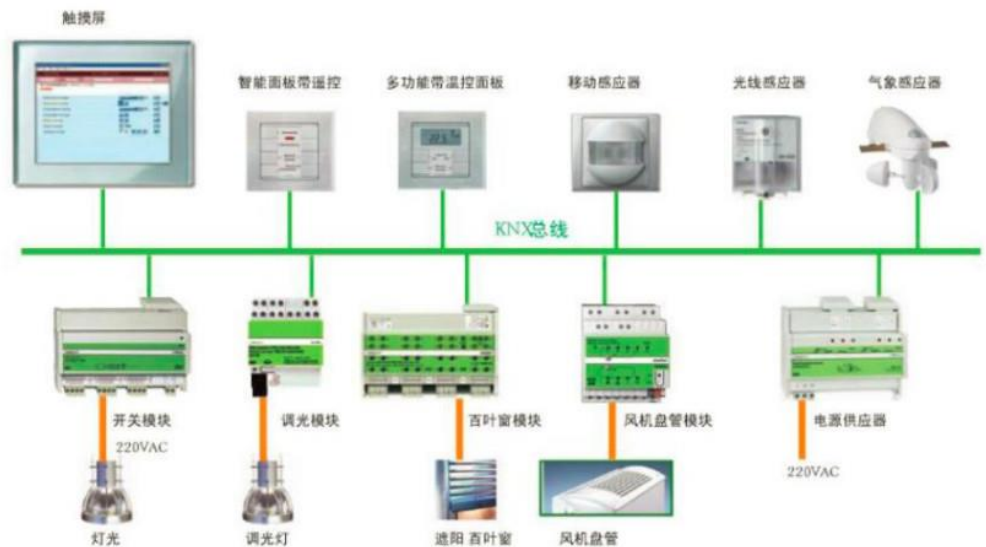 触摸屏
智能面板带遥控
多功能带温控面板
移动感应器
光线感应器
气象感应器
KNX总线
开关模块
调光模块
百叶窗模块
风机盘管模块
电源供应器
220VAC
220VAC
灯光
调光灯
遮阳 百叶窗
风机盘管